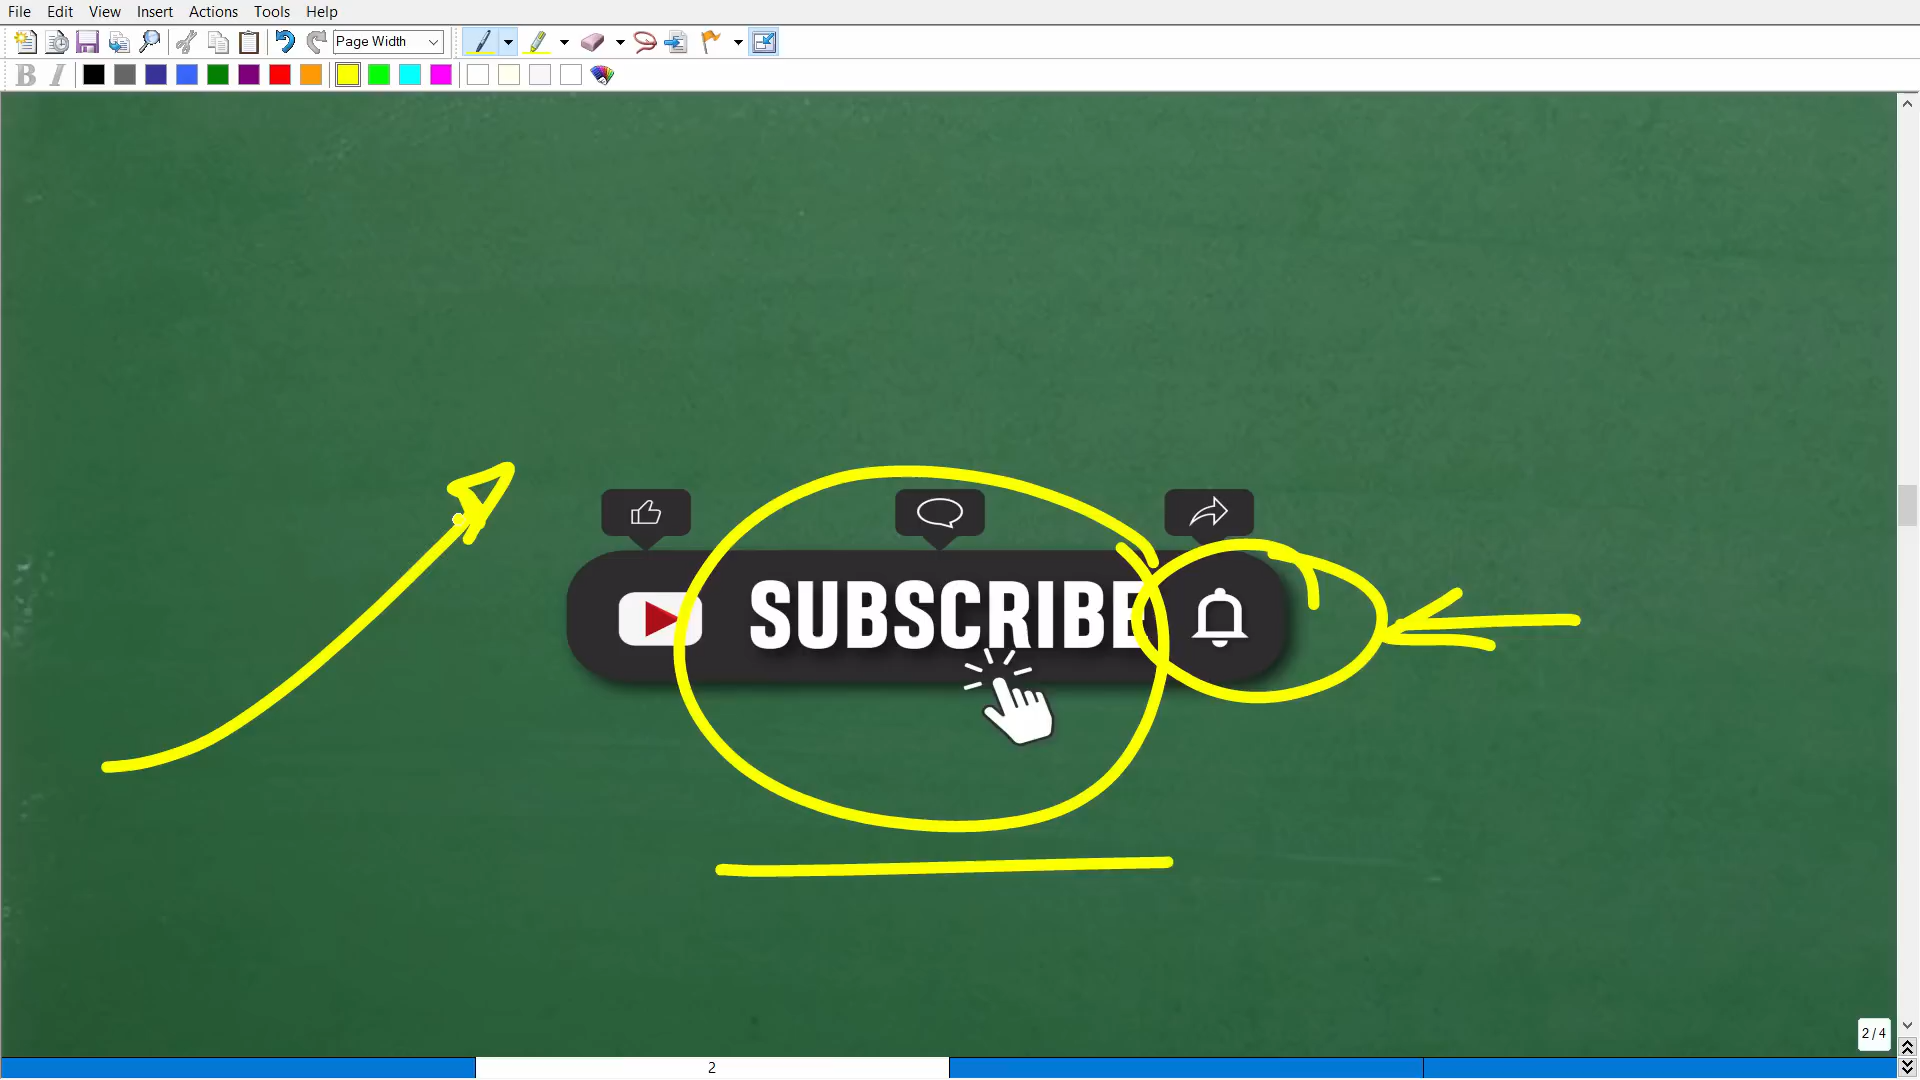 File Edit View Insert Actions Tools Help
Page Width
B I
SUBSCRIBE
2 / 4
2